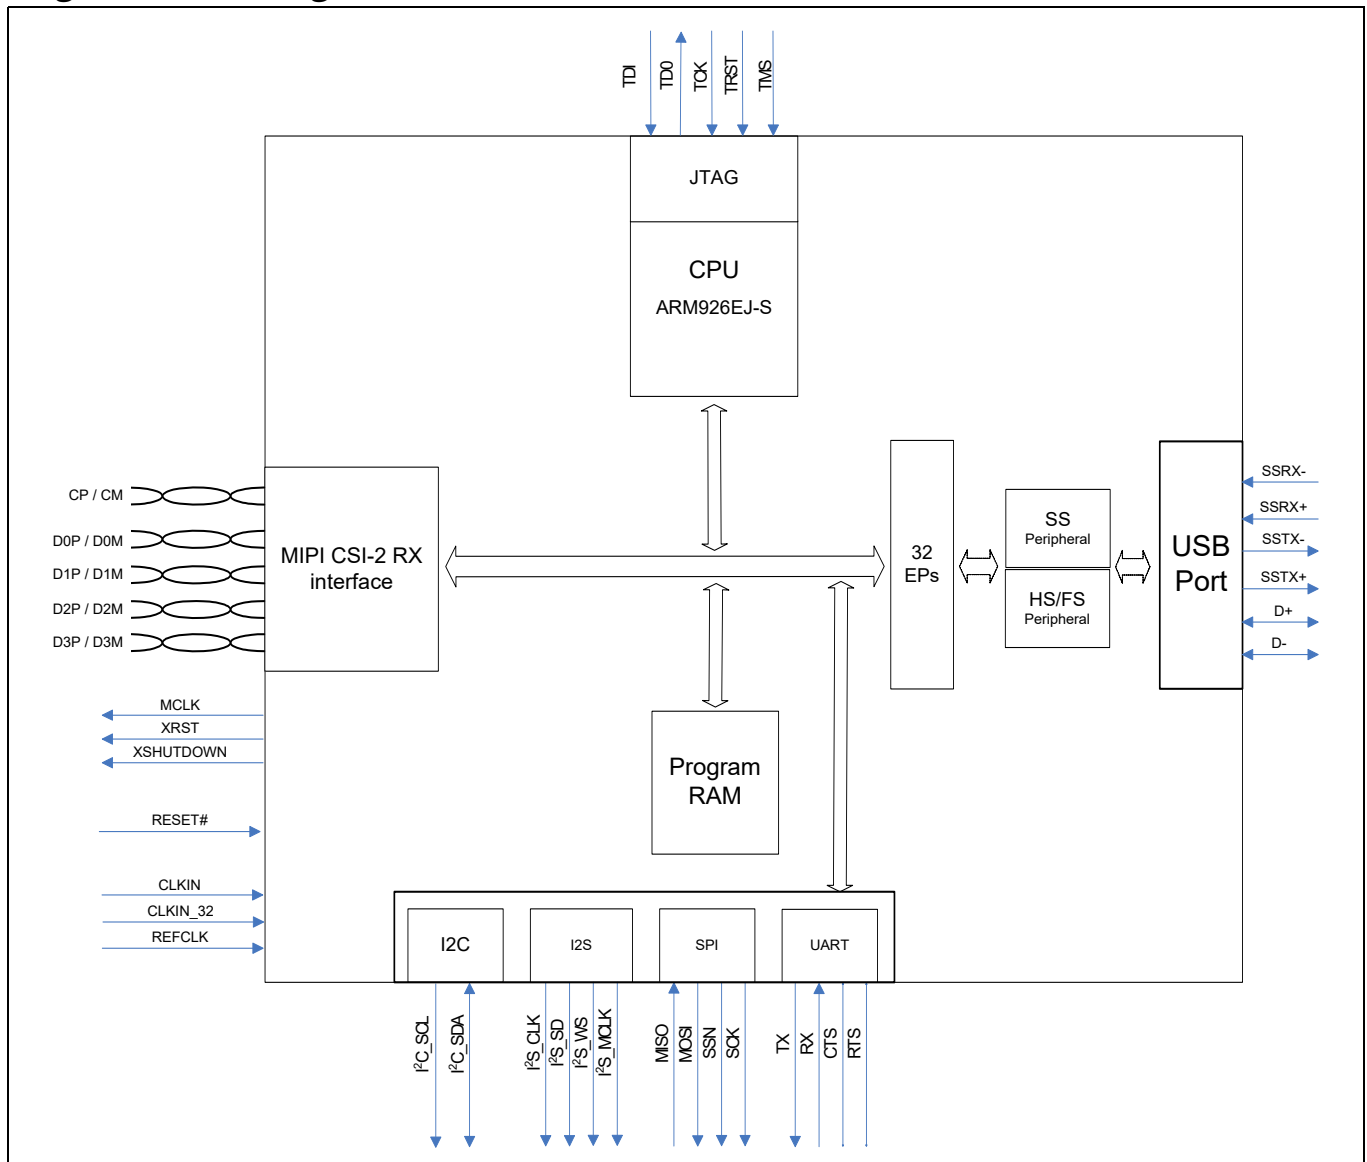 TDI
TD0
TCK
TRST
TMS
JTAG
CPU
ARM926EJ-S
CP / CM
D0P / D0M
D1P / D1M
D2P / D2M
D3P / D3M
MIPI CSI-2 RX
interface
32
EPs
SS
Peripheral
HS/FS
Peripheral
USB
Port
SSRX-
SSRX+
SSTX-
SSTX+
D+
D-
MCLK
XRST
XSHUTDOWN
RESET#
CLKIN
CLKIN_32
REFCLK
Program
RAM
I2C
I2S
SPI
UART
I²C_SCL
I²C_SDA
I²S_CLK
I²S_SD
I²S_WS
I²S_MCLK
MISO
MOSI
SSN
SCK
TX
RX
CTS
RTS